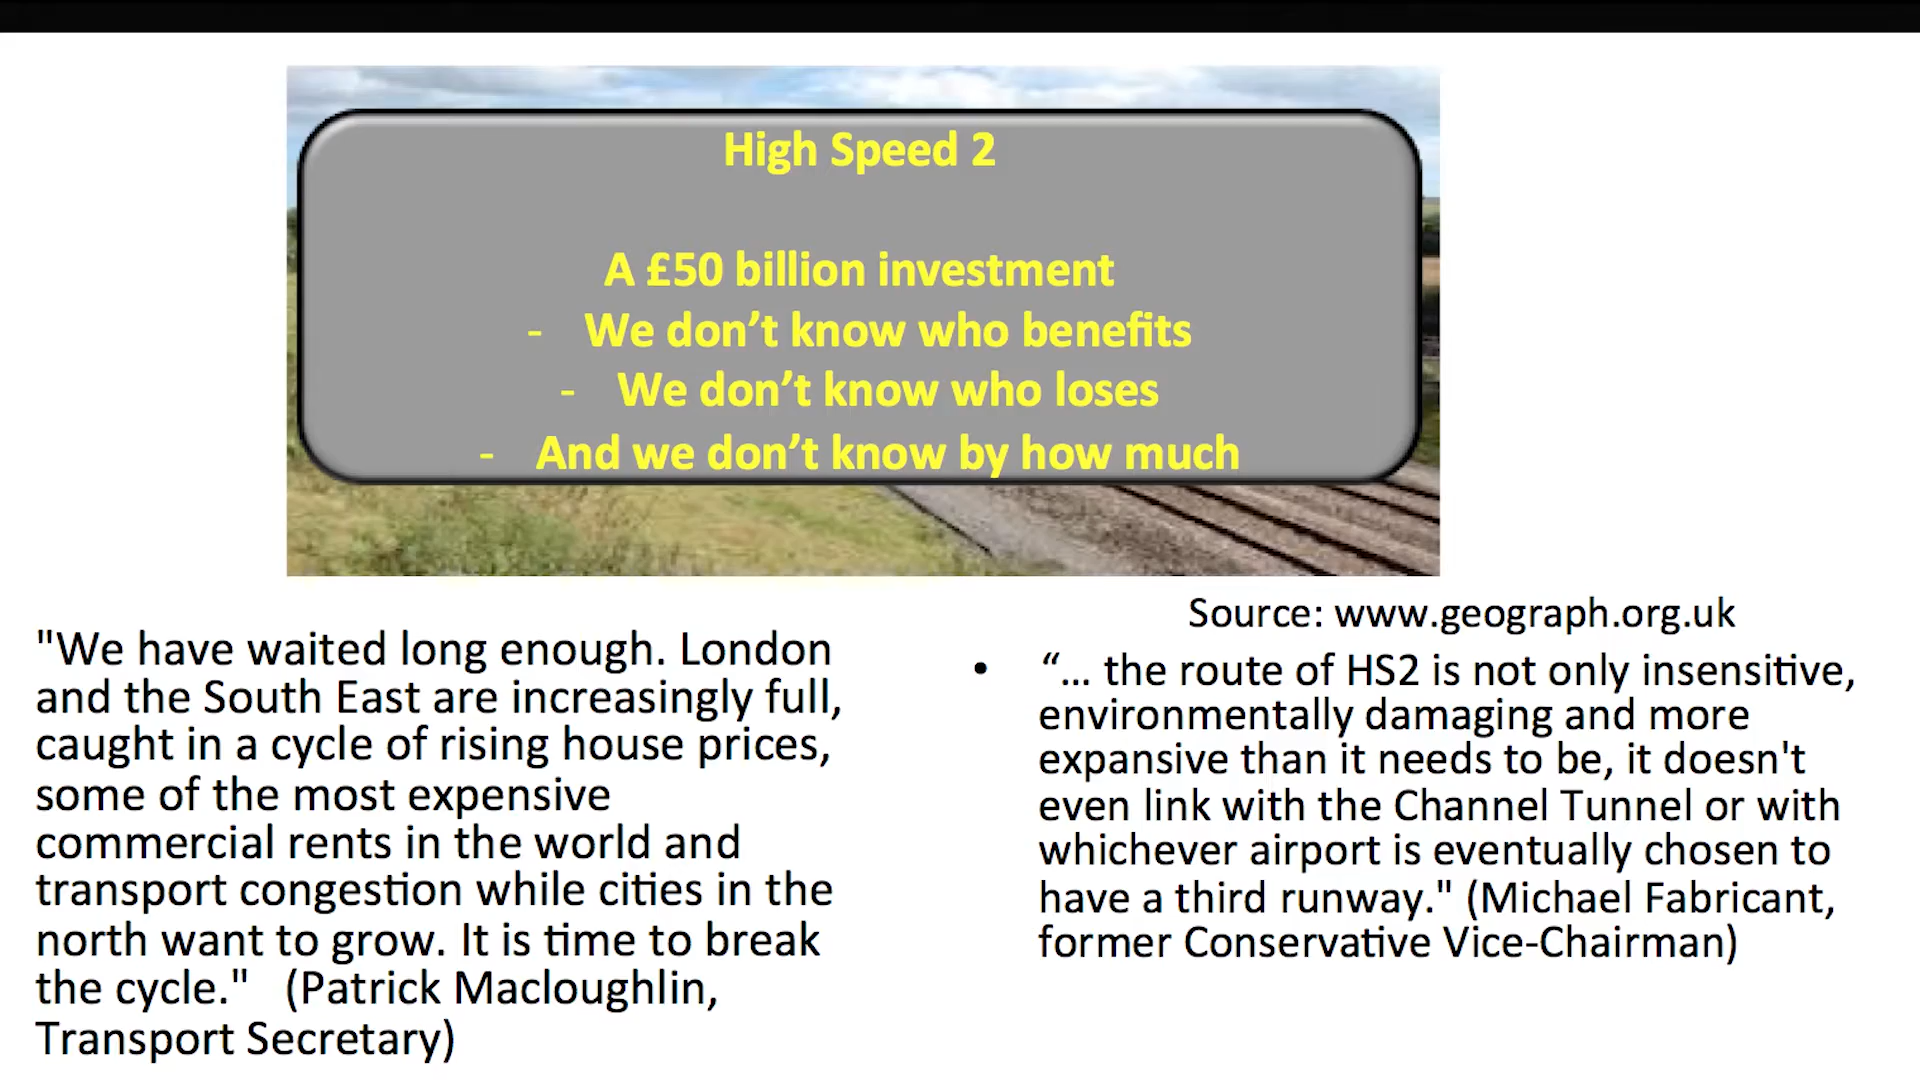 High Speed 2
A £50 billion investment
- We don’t know who benefits
- We don’t know who loses
- And we don’t know by how much
"We have waited long enough. London
and the South East are increasingly full,
caught in a cycle of rising house prices,
some of the most expensive
commercial rents in the world and
transport congestion while cities in the
north want to grow. It is time to break
the cycle." (Patrick Macloughlin,
Transport Secretary)
Source: www.geograph.org.uk
• “… the route of HS2 is not only insensitive,
environmentally damaging and more
expansive than it needs to be, it doesn't
even link with the Channel Tunnel or with
whichever airport is eventually chosen to
have a third runway." (Michael Fabricant,
former Conservative Vice-Chairman)